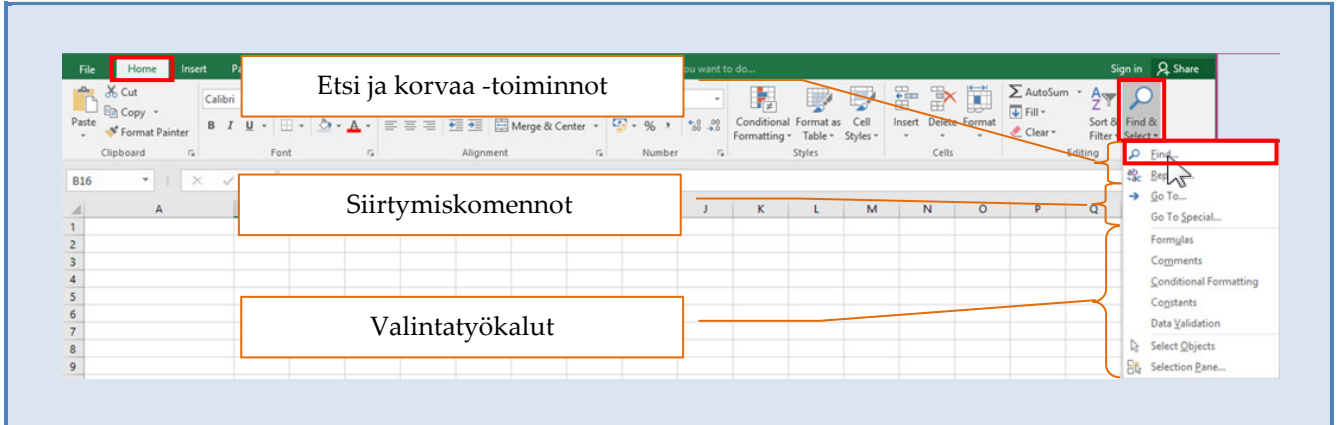 File Home Insert Pa ou want to do... Sign in Share
Etsi ja korvaa -toiminnot
Cut
Copy
Format Painter
Paste
Clipboard
Calibri
B I U A
Font
Merge & Center
Alignment
% ,
Number
Conditional Formatting
Format as Table
Cell Styles
Styles
Insert Delete Format
Cells
AutoSum
Fill
Clear
Sort & Filter
Find & Select
Editing
B16
Find...
Rep
Go To...
Go To Special...
Formulas
Comments
Conditional Formatting
Constants
Data Validation
Select Objects
Selection Pane...
Siirtymiskomennot
A J K L M N O P Q
1
2
3
4
5
6
7
8
9
Valintatyökalut